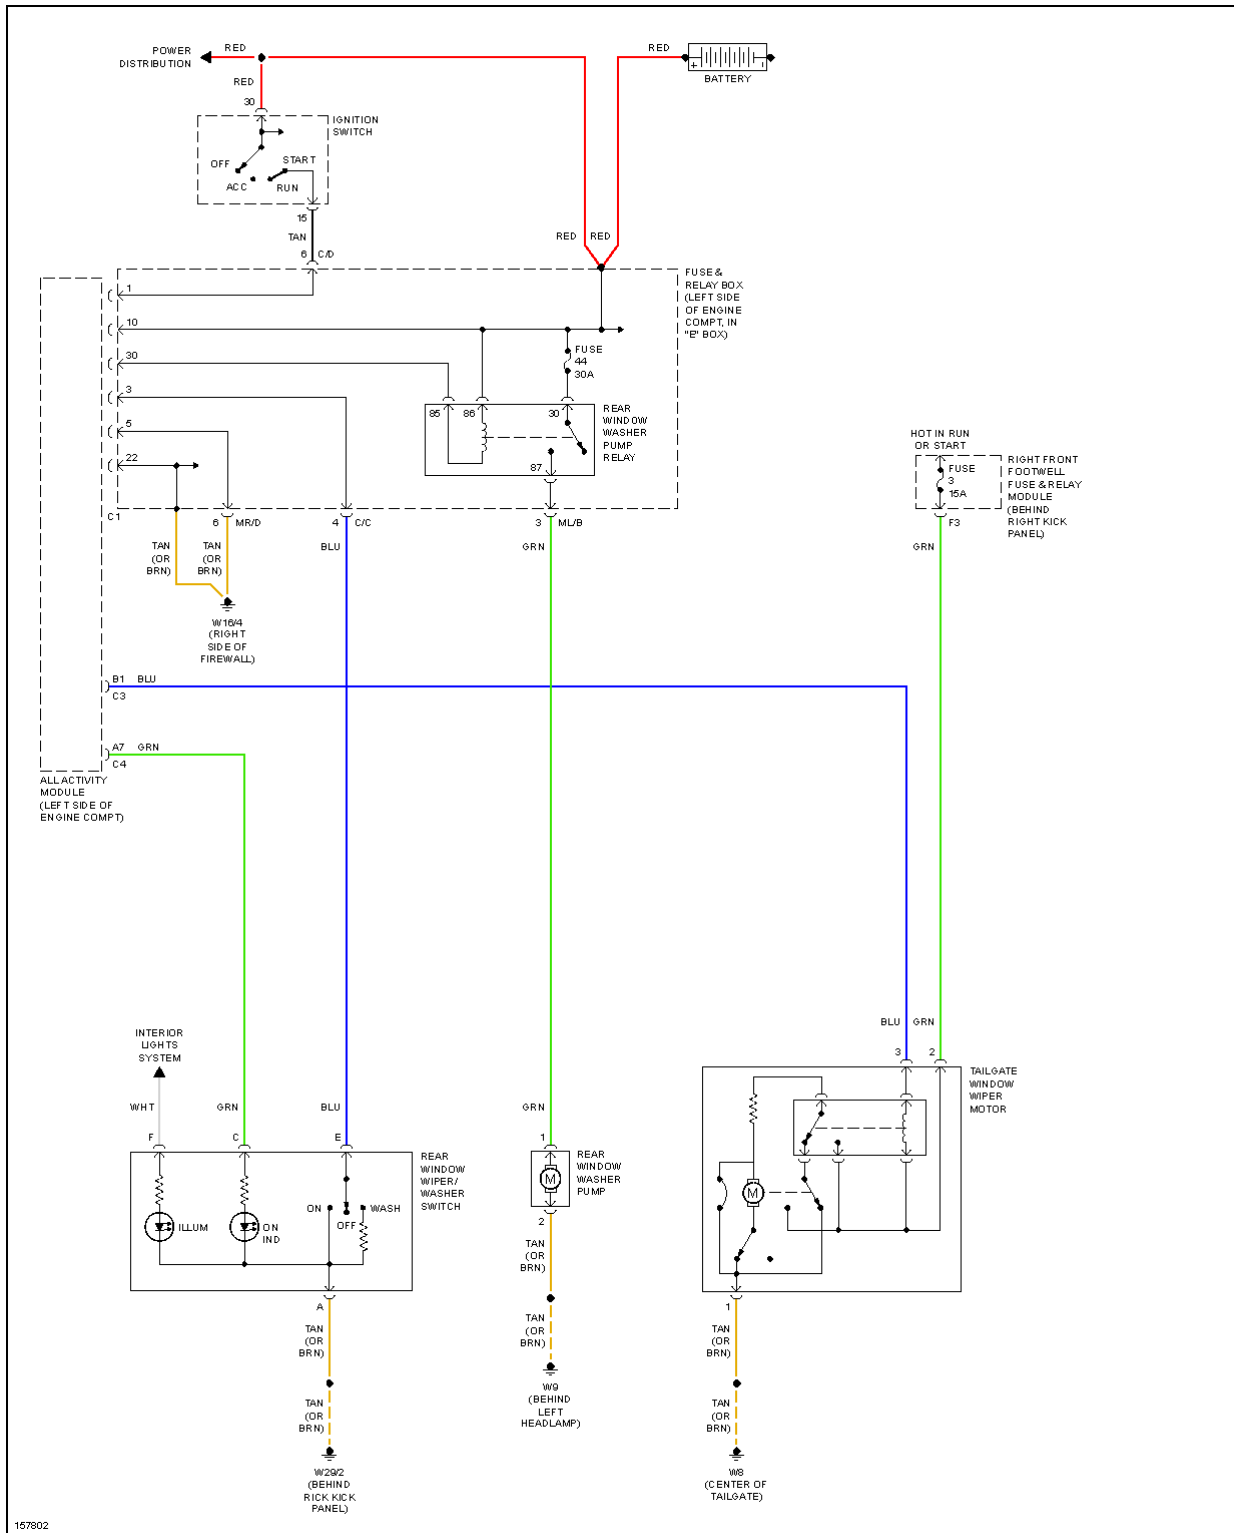 POWER
DISTRIBUTION
RED
RED
+
-
BATTERY
RED
30
IGNITION
SWITCH
OFF
START
ACC
RUN
15
TAN
6 C/D
RED RED
FUSE &
RELAY BOX
(LEFT SIDE
OF ENGINE
COMPT, IN
"E" BOX)
1
10
30
3
5
22
C1
FUSE
44
30A
85
86
30
87
REAR
WINDOW
WASHER
PUMP
RELAY
6 MR/D
4 C/C
3 ML/B
TAN
(OR
BRN)
TAN
(OR
BRN)
BLU
GRN
W16/4
(RIGHT
SIDE OF
FIREWALL)
HOT IN RUN
OR START
FUSE
3
15A
RIGHT FRONT
FOOTWELL
FUSE & RELAY
MODULE
(BEHIND
RIGHT KICK
PANEL)
F3
GRN
B1 BLU
C3
A7 GRN
C4
ALL ACTIVITY
MODULE
(LEFT SIDE OF
ENGINE COMPT)
INTERIOR
LIGHTS
SYSTEM
WHT
GRN
BLU
GRN
BLU GRN
F
C
E
1
3
2
ILLUM
ON
IND
ON
OFF
WASH
REAR
WINDOW
WIPER/
WASHER
SWITCH
M
REAR
WINDOW
WASHER
PUMP
2
TAILGATE
WINDOW
WIPER
MOTOR
M
A
TAN
(OR
BRN)
TAN
(OR
BRN)
W29/2
(BEHIND
RICK KICK
PANEL)
TAN
(OR
BRN)
TAN
(OR
BRN)
W9
(BEHIND
LEFT
HEADLAMP)
1
TAN
(OR
BRN)
TAN
(OR
BRN)
W8
(CENTER OF
TAILGATE)
157802